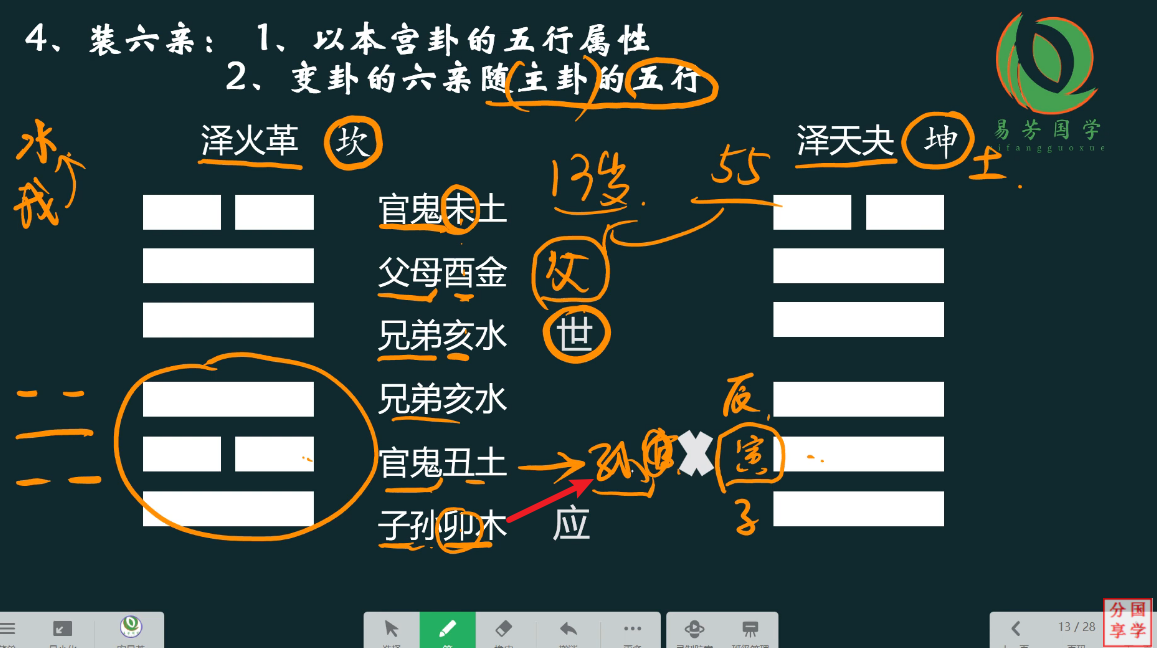 4、装六亲： 1、以本宫卦的五行属性
2、变卦的六亲随主卦的五行
易芳国学
yifangguoxue
泽火革 坎
泽天夬 坤
土
水
我
13岁
55
官鬼未土
父母酉金 父
兄弟亥水 世
兄弟亥水
辰
官鬼丑土 孙寅 寅
子孙卯木 应
子
13 / 28
分国
享学